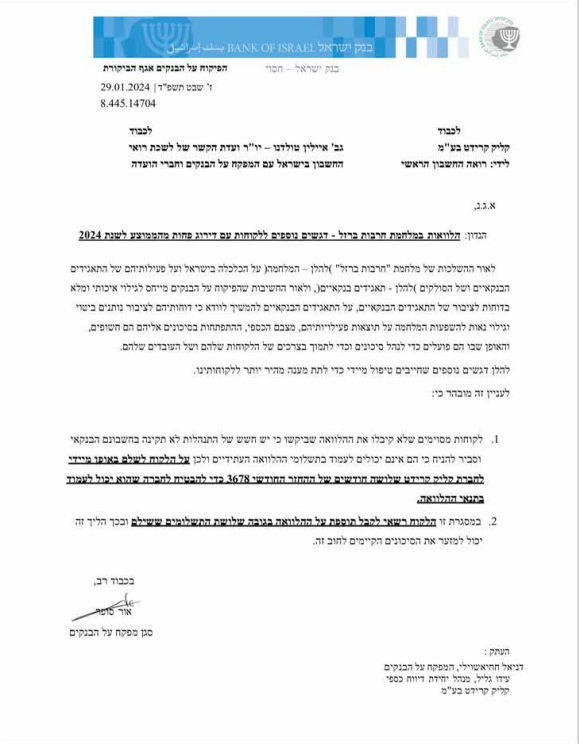 בנק ישראל بنك إسرائيل BANK OF ISRAEL
בנק ישראל – חסוי
הפיקוח על הבנקים אגף הביקורת
ז' שבט תשפ"ד | 29.01.2024
8.445.14704
לכבוד
קליק קרידט בע"מ
לידי: רואה החשבון הראשי
לכבוד
גב' איילין טולדנו – יו"ר ועדת הקשר של לשכת רואי
החשבון בישראל עם המפקח על הבנקים וחברי הועדה
א.ג.נ,
הנדון: הלוואות במלחמת חרבות ברזל - דגשים נוספים ללקוחות עם דירוג פחות מהממוצע לשנת 2024
לאור ההשלכות של מלחמת "חרבות ברזל" )להלן – המלחמה( על הכלכלה בישראל ועל פעילותיהם של התאגידים
הבנקאיים ושל הסולקים )להלן - תאגידים בנקאיים(, ולאור החשיבות שהפיקוח על הבנקים מייחס לגילוי איכותי ומלא
בדוחות לציבור של התאגידים הבנקאיים, על התאגידים הבנקאיים להמשיך לוודא כי דוחותיהם לציבור נותנים ביטוי
וגילוי נאות להשפעות המלחמה על תוצאות פעילויותיהם, מצבם הכספי, ההתפתחות בסיכונים אליהם הם חשופים,
והאופן שבו הם פועלים כדי לנהל סיכונים וכדי לתמוך בצרכים של הלקוחות שלהם ושל העובדים שלהם.
להלן דגשים נוספים שחייבים טיפול מיידי כדי לתת מענה מהיר יותר ללקוחותינו.
לעניין זה מובהר כי:
1. לקוחות מסוימים שלא קיבלו את ההלוואה שביקשו כי יש חשש של התנהלות לא תקינה בחשבונם הבנקאי
וסביר להניח כי הם אינם יכולים לעמוד בתשלומי ההלוואה העתידיים ולכן על הלקוח לשלם באופן מיידי
לחברת קליק קרידט שלושה חודשים של ההחזר החודשי 3678 כדי להבטיח לחברה שהוא יכול לעמוד
בתנאי ההלוואה.
2. במסגרת זו הלקוח רשאי לקבל תוספת על ההלוואה בגובה שלושת התשלומים ששילם ובכך הליך זה
יכול למזער את הסיכונים הקיימים לחוב זה.
בכבוד רב,
אור סופר
סגן מפקח על הבנקים
העתק :
דניאל חחיאשוילי, המפקח על הבנקים
עידו גליל, מנהל יחידת דיווח כספי
קליק קרידט בע"מ